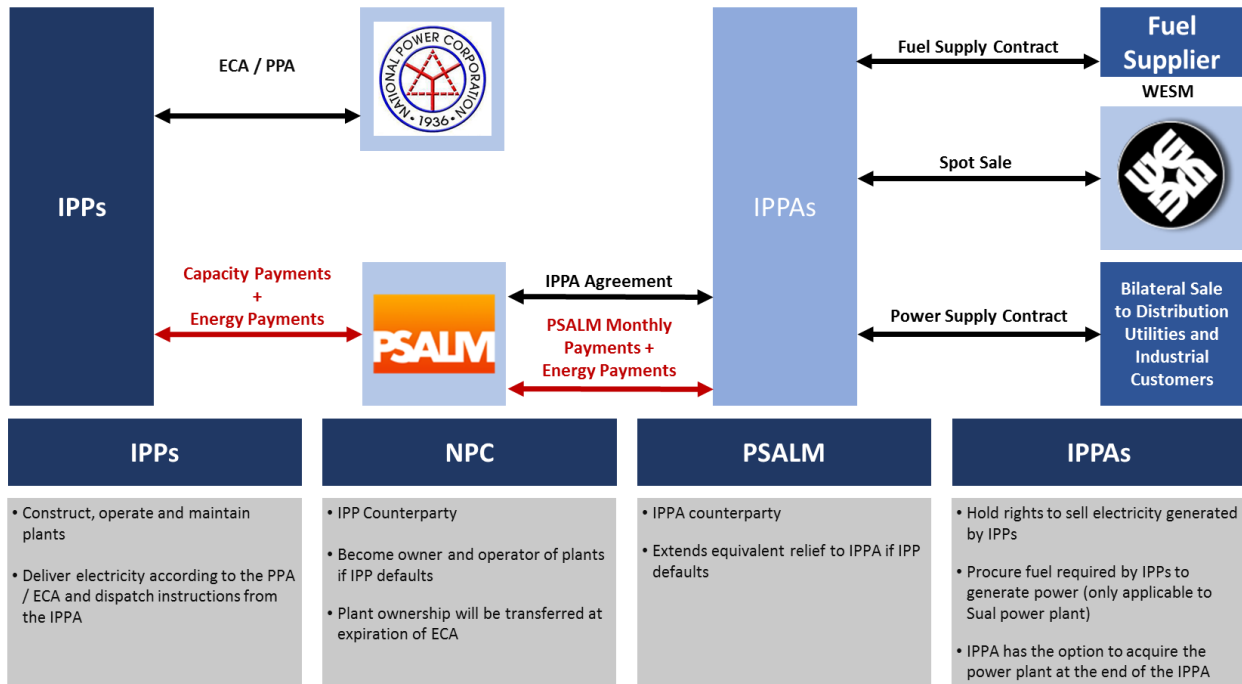 ECA / PPA
NATIONAL POWER CORPORATION
• 1936 •
Fuel Supply Contract
Fuel
Supplier
WESM
Spot Sale
IPPs
IPPAs
Capacity Payments
+
Energy Payments
PSALM
IPPA Agreement
PSALM Monthly
Payments +
Energy Payments
Power Supply Contract
Bilateral Sale
to Distribution
Utilities and
Industrial
Customers
IPPs
• Construct, operate and maintain
plants
• Deliver electricity according to the PPA
/ ECA and dispatch instructions from
the IPPA
NPC
• IPP Counterparty
• Become owner and operator of plants
if IPP defaults
• Plant ownership will be transferred at
expiration of ECA
PSALM
• IPPA counterparty
• Extends equivalent relief to IPPA if IPP
defaults
IPPAs
• Hold rights to sell electricity generated
by IPPs
• Procure fuel required by IPPs to
generate power (only applicable to
Sual power plant)
• IPPA has the option to acquire the
power plant at the end of the IPPA